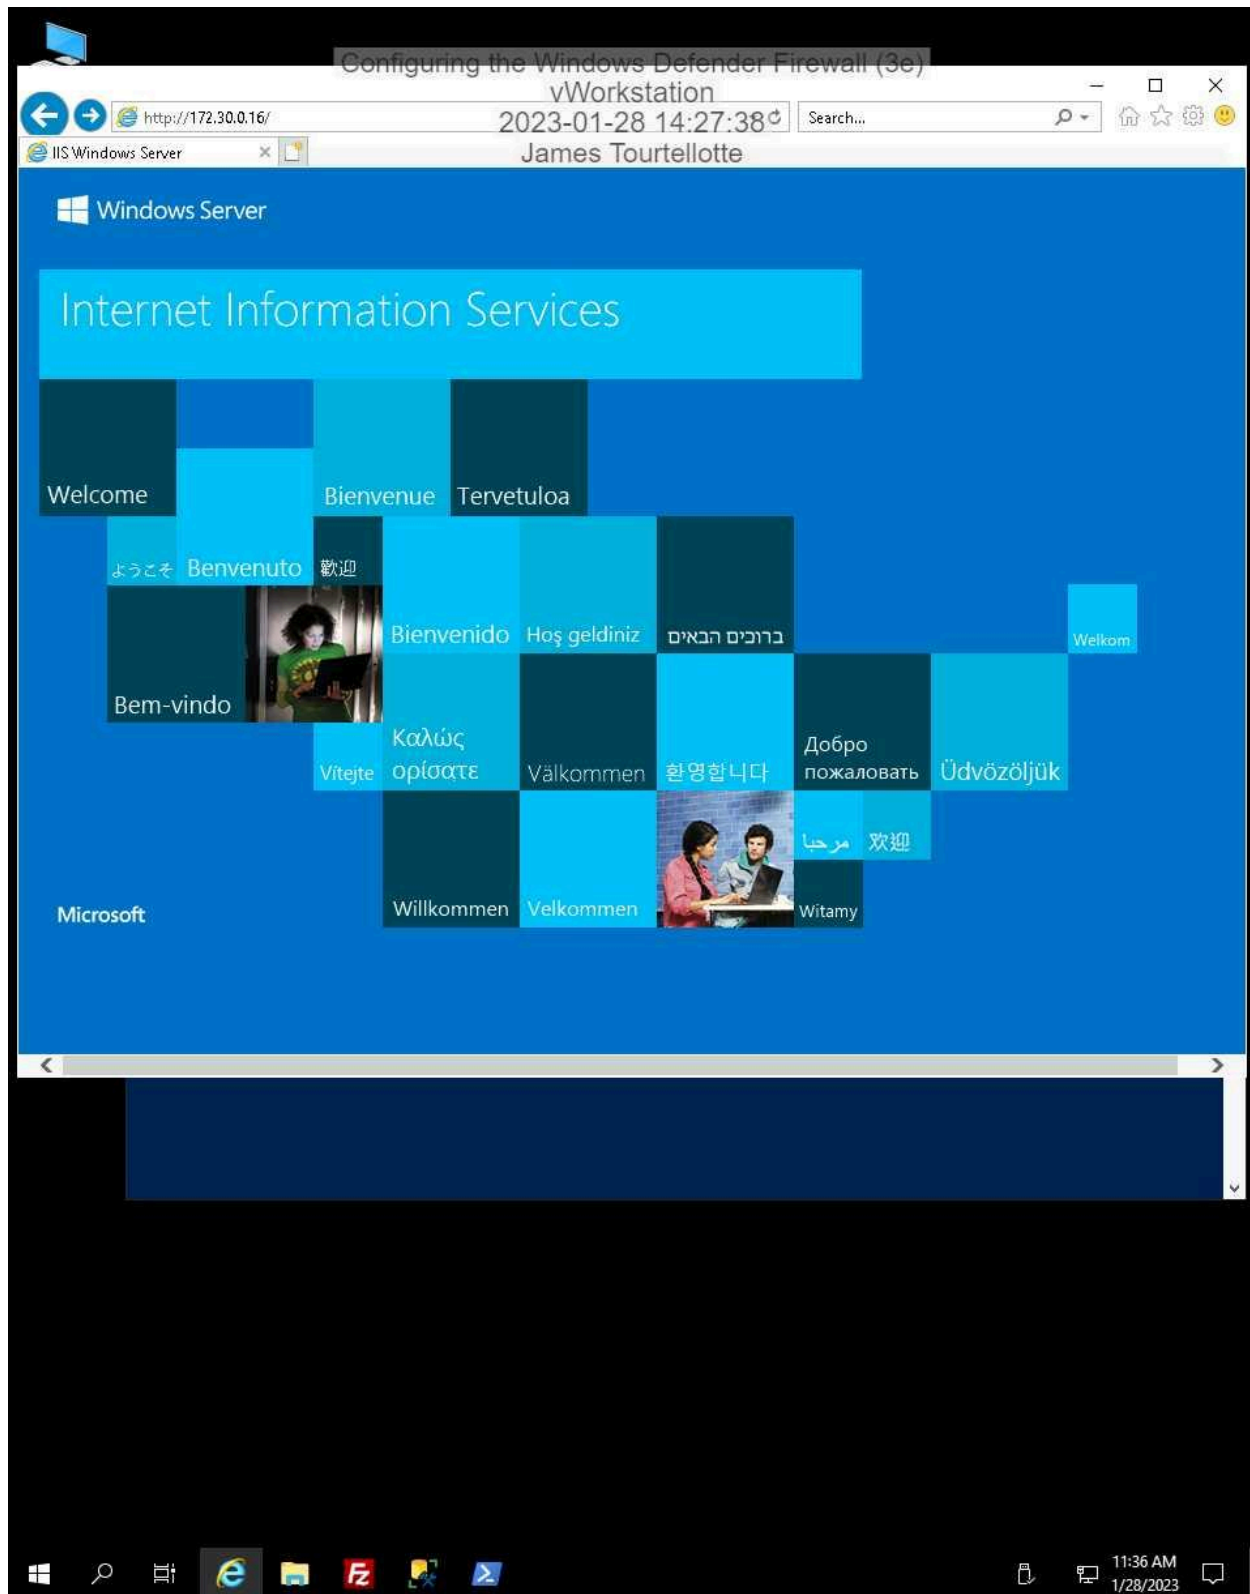 Configuring the Windows Defender Firewall (3e)
vWorkstation
2023-01-28 14:27:38
James Tourtellotte
http://172.30.0.16/
Search...
IIS Windows Server
Windows Server
Internet Information Services
Welcome
Bienvenue
Tervetuloa
ようこそ
Benvenuto
歡迎
Bienvenido
Hoş geldiniz
ברוכים הבאים
Welkom
Bem-vindo
Vítejte
Καλώς
ορίσατε
Välkommen
환영합니다
Добро
пожаловать
Üdvözöljük
مرحبا
欢迎
Microsoft
Willkommen
Velkommen
Witamy
11:36 AM
1/28/2023